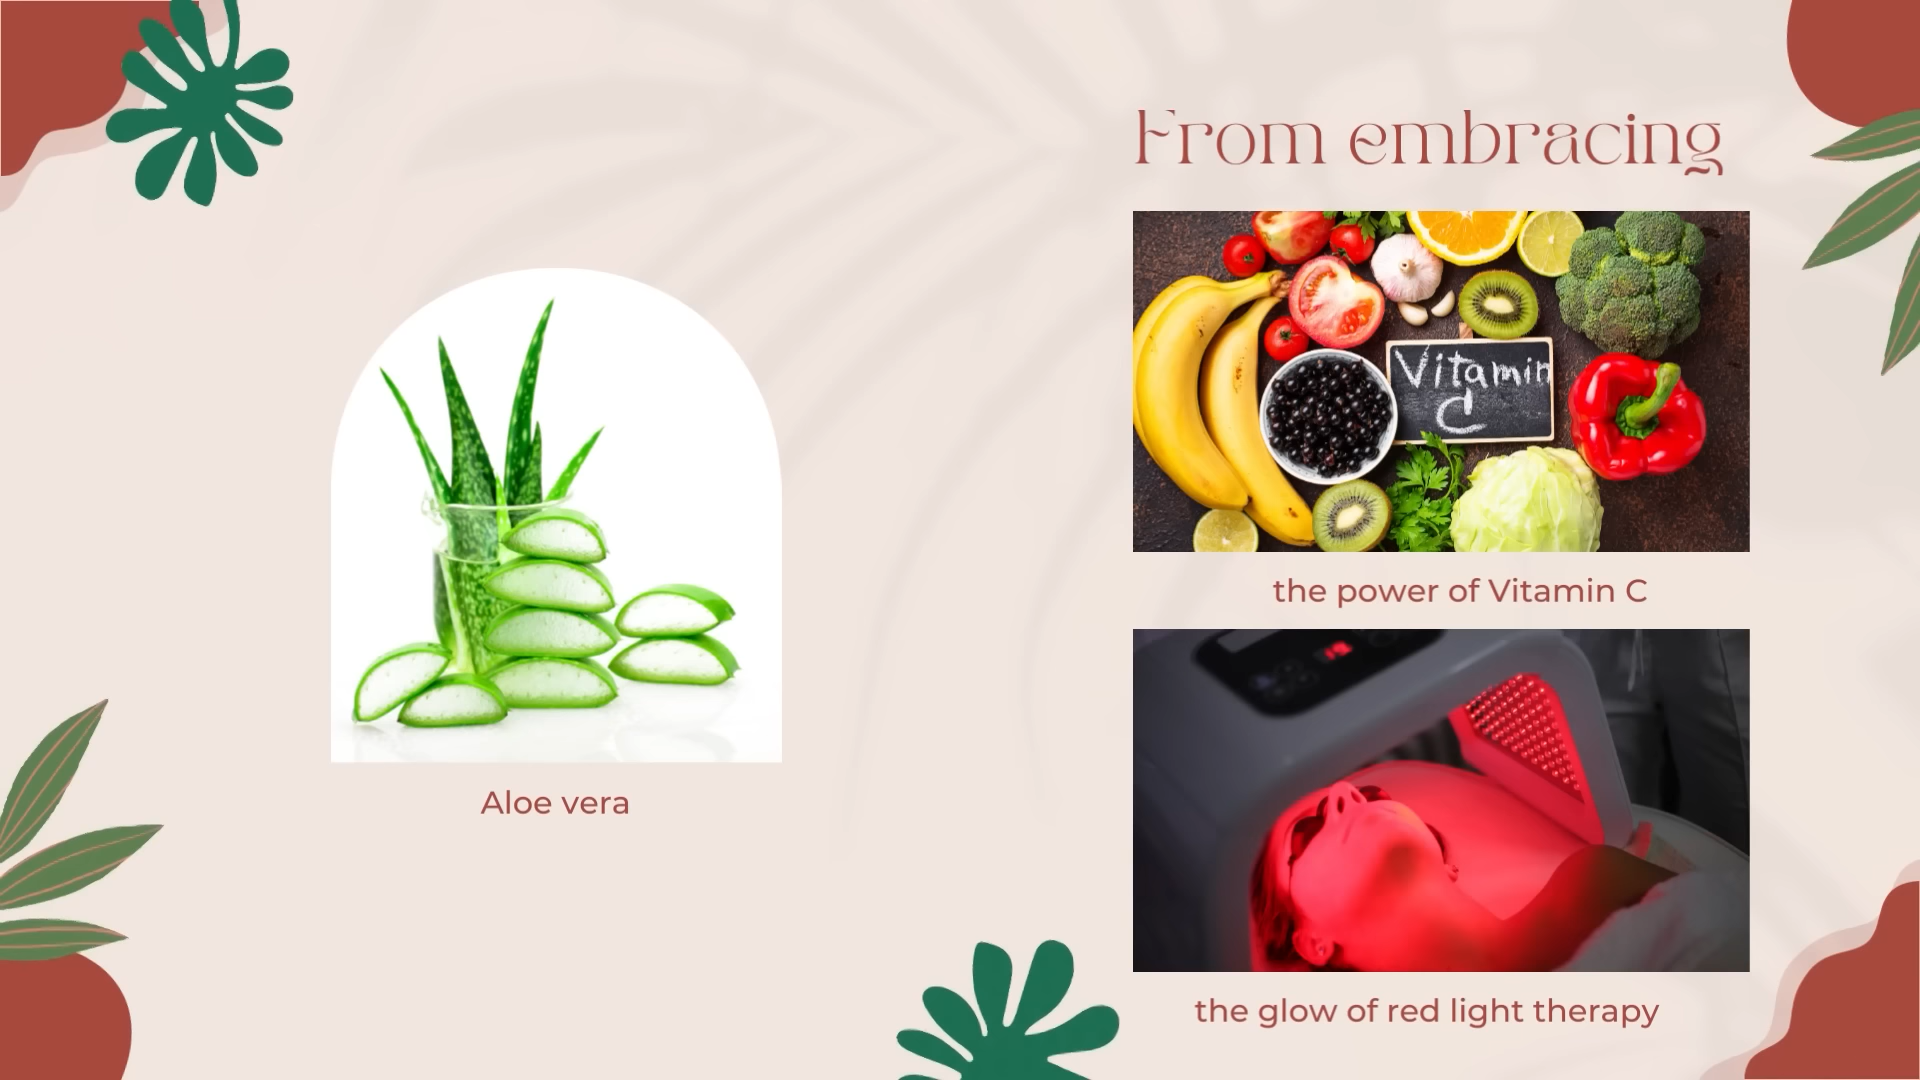 From embracing
Vitamin
C
the power of Vitamin C
the glow of red light therapy
Aloe vera